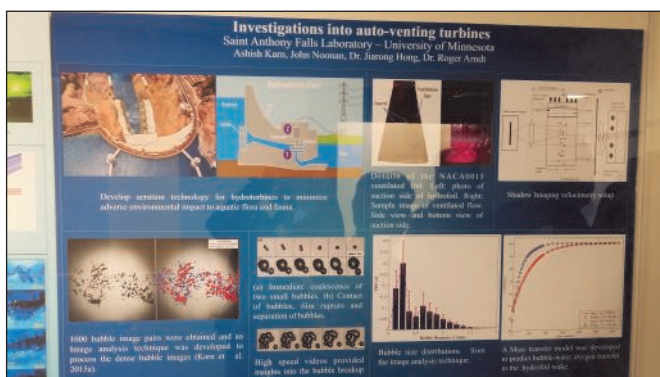 Investigations into auto-venting turbines
Saint Anthony Falls Laboratory – University of Minnesota
Ashish Karn, John Noonan, Dr. Jiarong Hong, Dr. Roger Arndt
Develop aeration technology for hydroturbines to minimize
adverse environmental impact to aquatic flora and fauna.
Details of the NACA0015
ventilated foil. Left: photo of
suction side of hydrofoil. Right:
Sample image of ventilated flow.
Side view and bottom view of
suction side.
Shadow Imaging velocimetry setup.
1000 bubble image pairs were obtained and an
Image analysis technique was developed to
process the dense bubble images (Karn et al.
2015a).
(a) Immediate coalescence of
two small bubbles. (b) Contact
of bubbles, film rupture and
separation of bubbles.
High speed videos provided
insights into the bubble breakup
Bubble size distributions from
the image analysis technique.
A Mass transfer model was developed
to predict bubble-water oxygen transfer
in the hydrofoil wake.